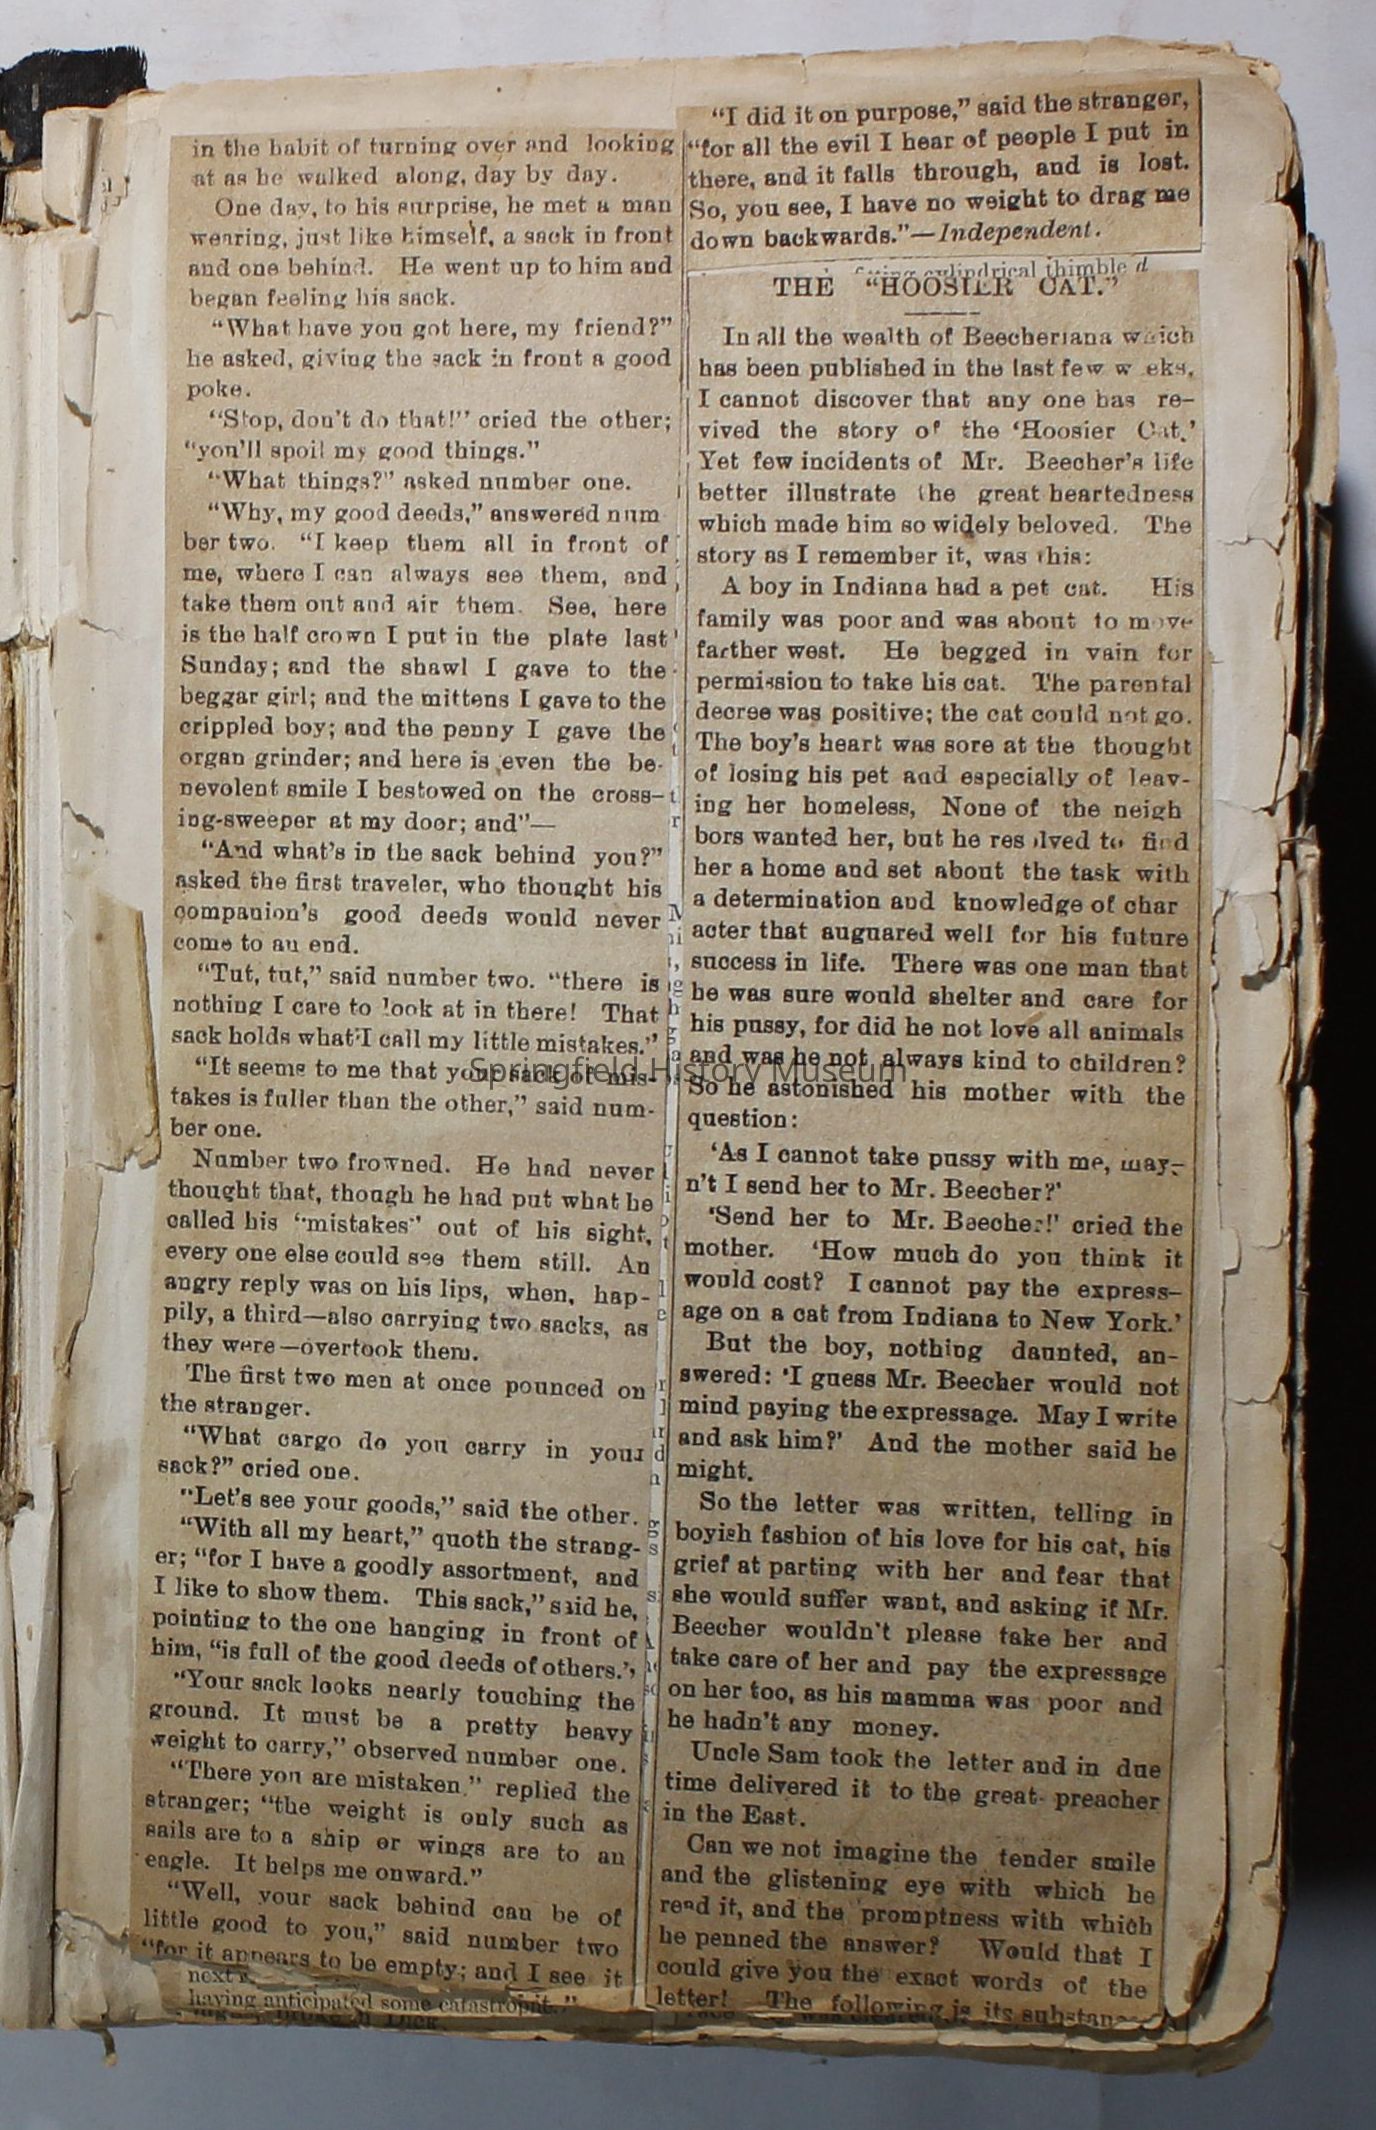 in the habit of turning over and looking
at as he walked along, day by day.
One day, to his surprise, he met a man
wearing, just like himself, a sack in front
and one behind. He went up to him and
began feeling his sack.
"What have you got here, my friend?"
he asked, giving the sack in front a good
poke.
"Stop, don't do that!" cried the other;
"you'll spoil my good things."
"What things?" asked number one.
"Why, my good deeds," answered num
ber two. "I keep them all in front of
me, where I can always see them, and
take them out and air them. See, here
is the half crown I put in the plate last
Sunday; and the shawl I gave to the
beggar girl; and the mittens I gave to the
crippled boy; and the penny I gave the
organ grinder; and here is even the be-
nevolent smile I bestowed on the cross-
ing-sweeper at my door; and"—
"And what's in the sack behind you?"
asked the first traveler, who thought his
companion's good deeds would never
come to an end.
"Tut, tut," said number two. "there is
nothing I care to look at in there! That
sack holds what I call my little mistakes."
"It seems to me that your sack of mis-
takes is fuller than the other," said num-
ber one.
Number two frowned. He had never
thought that, though he had put what he
called his "mistakes" out of his sight,
every one else could see them still. An
angry reply was on his lips, when, hap-
pily, a third—also carrying two sacks, as
they were—overtook them.
The first two men at once pounced on
the stranger.
"What cargo do you carry in your
sack?" cried one.
"Let's see your goods," said the other.
"With all my heart," quoth the strang-
er; "for I have a goodly assortment, and
I like to show them. This sack," said he,
pointing to the one hanging in front of
him, "is full of the good deeds of others.',
"Your sack looks nearly touching the
ground. It must be a pretty heavy
weight to carry," observed number one.
"There you are mistaken," replied the
stranger; "the weight is only such as
sails are to a ship or wings are to an
eagle. It helps me onward."
"Well, your sack behind can be of
little good to you," said number two
"for it appears to be empty; and I see it
next
having anticipated some
"I did it on purpose," said the stranger,
"for all the evil I hear of people I put in
there, and it falls through, and is lost.
So, you see, I have no weight to drag me
down backwards."—Independent.
cylindrical thimble d
THE "HOOSIER CAT."
In all the wealth of Beecheriana which
has been published in the last few w eks,
I cannot discover that any one has re-
vived the story of the 'Hoosier Cat.'
Yet few incidents of Mr. Beecher's life
better illustrate the great heartedness
which made him so widely beloved. The
story as I remember it, was this:
A boy in Indiana had a pet cat. His
family was poor and was about to move
farther west. He begged in vain for
permission to take his cat. The parental
decree was positive; the cat could not go.
The boy's heart was sore at the thought
of losing his pet and especially of leav-
ing her homeless, None of the neigh
bors wanted her, but he resolved to find
her a home and set about the task with
a determination and knowledge of char
acter that auguared well for his future
success in life. There was one man that
he was sure would shelter and care for
his pussy, for did he not love all animals
and was he not always kind to children?
So he astonished his mother with the
question:
'As I cannot take pussy with me, may-
n't I send her to Mr. Beecher?'
'Send her to Mr. Beecher!' cried the
mother. 'How much do you think it
would cost? I cannot pay the express-
age on a cat from Indiana to New York.'
But the boy, nothing daunted, an-
swered: 'I guess Mr. Beecher would not
mind paying the expressage. May I write
and ask him?' And the mother said he
might.
So the letter was written, telling in
boyish fashion of his love for his cat, his
grief at parting with her and fear that
she would suffer want, and asking if Mr.
Beecher wouldn't please take her and
take care of her and pay the expressage
on her too, as his mamma was poor and
he hadn't any money.
Uncle Sam took the letter and in due
time delivered it to the great preacher
in the East.
Can we not imagine the tender smile
and the glistening eye with which he
read it, and the promptness with which
he penned the answer? Would that I
could give you the exact words of the
letter! The following is its
Springfield History Museum